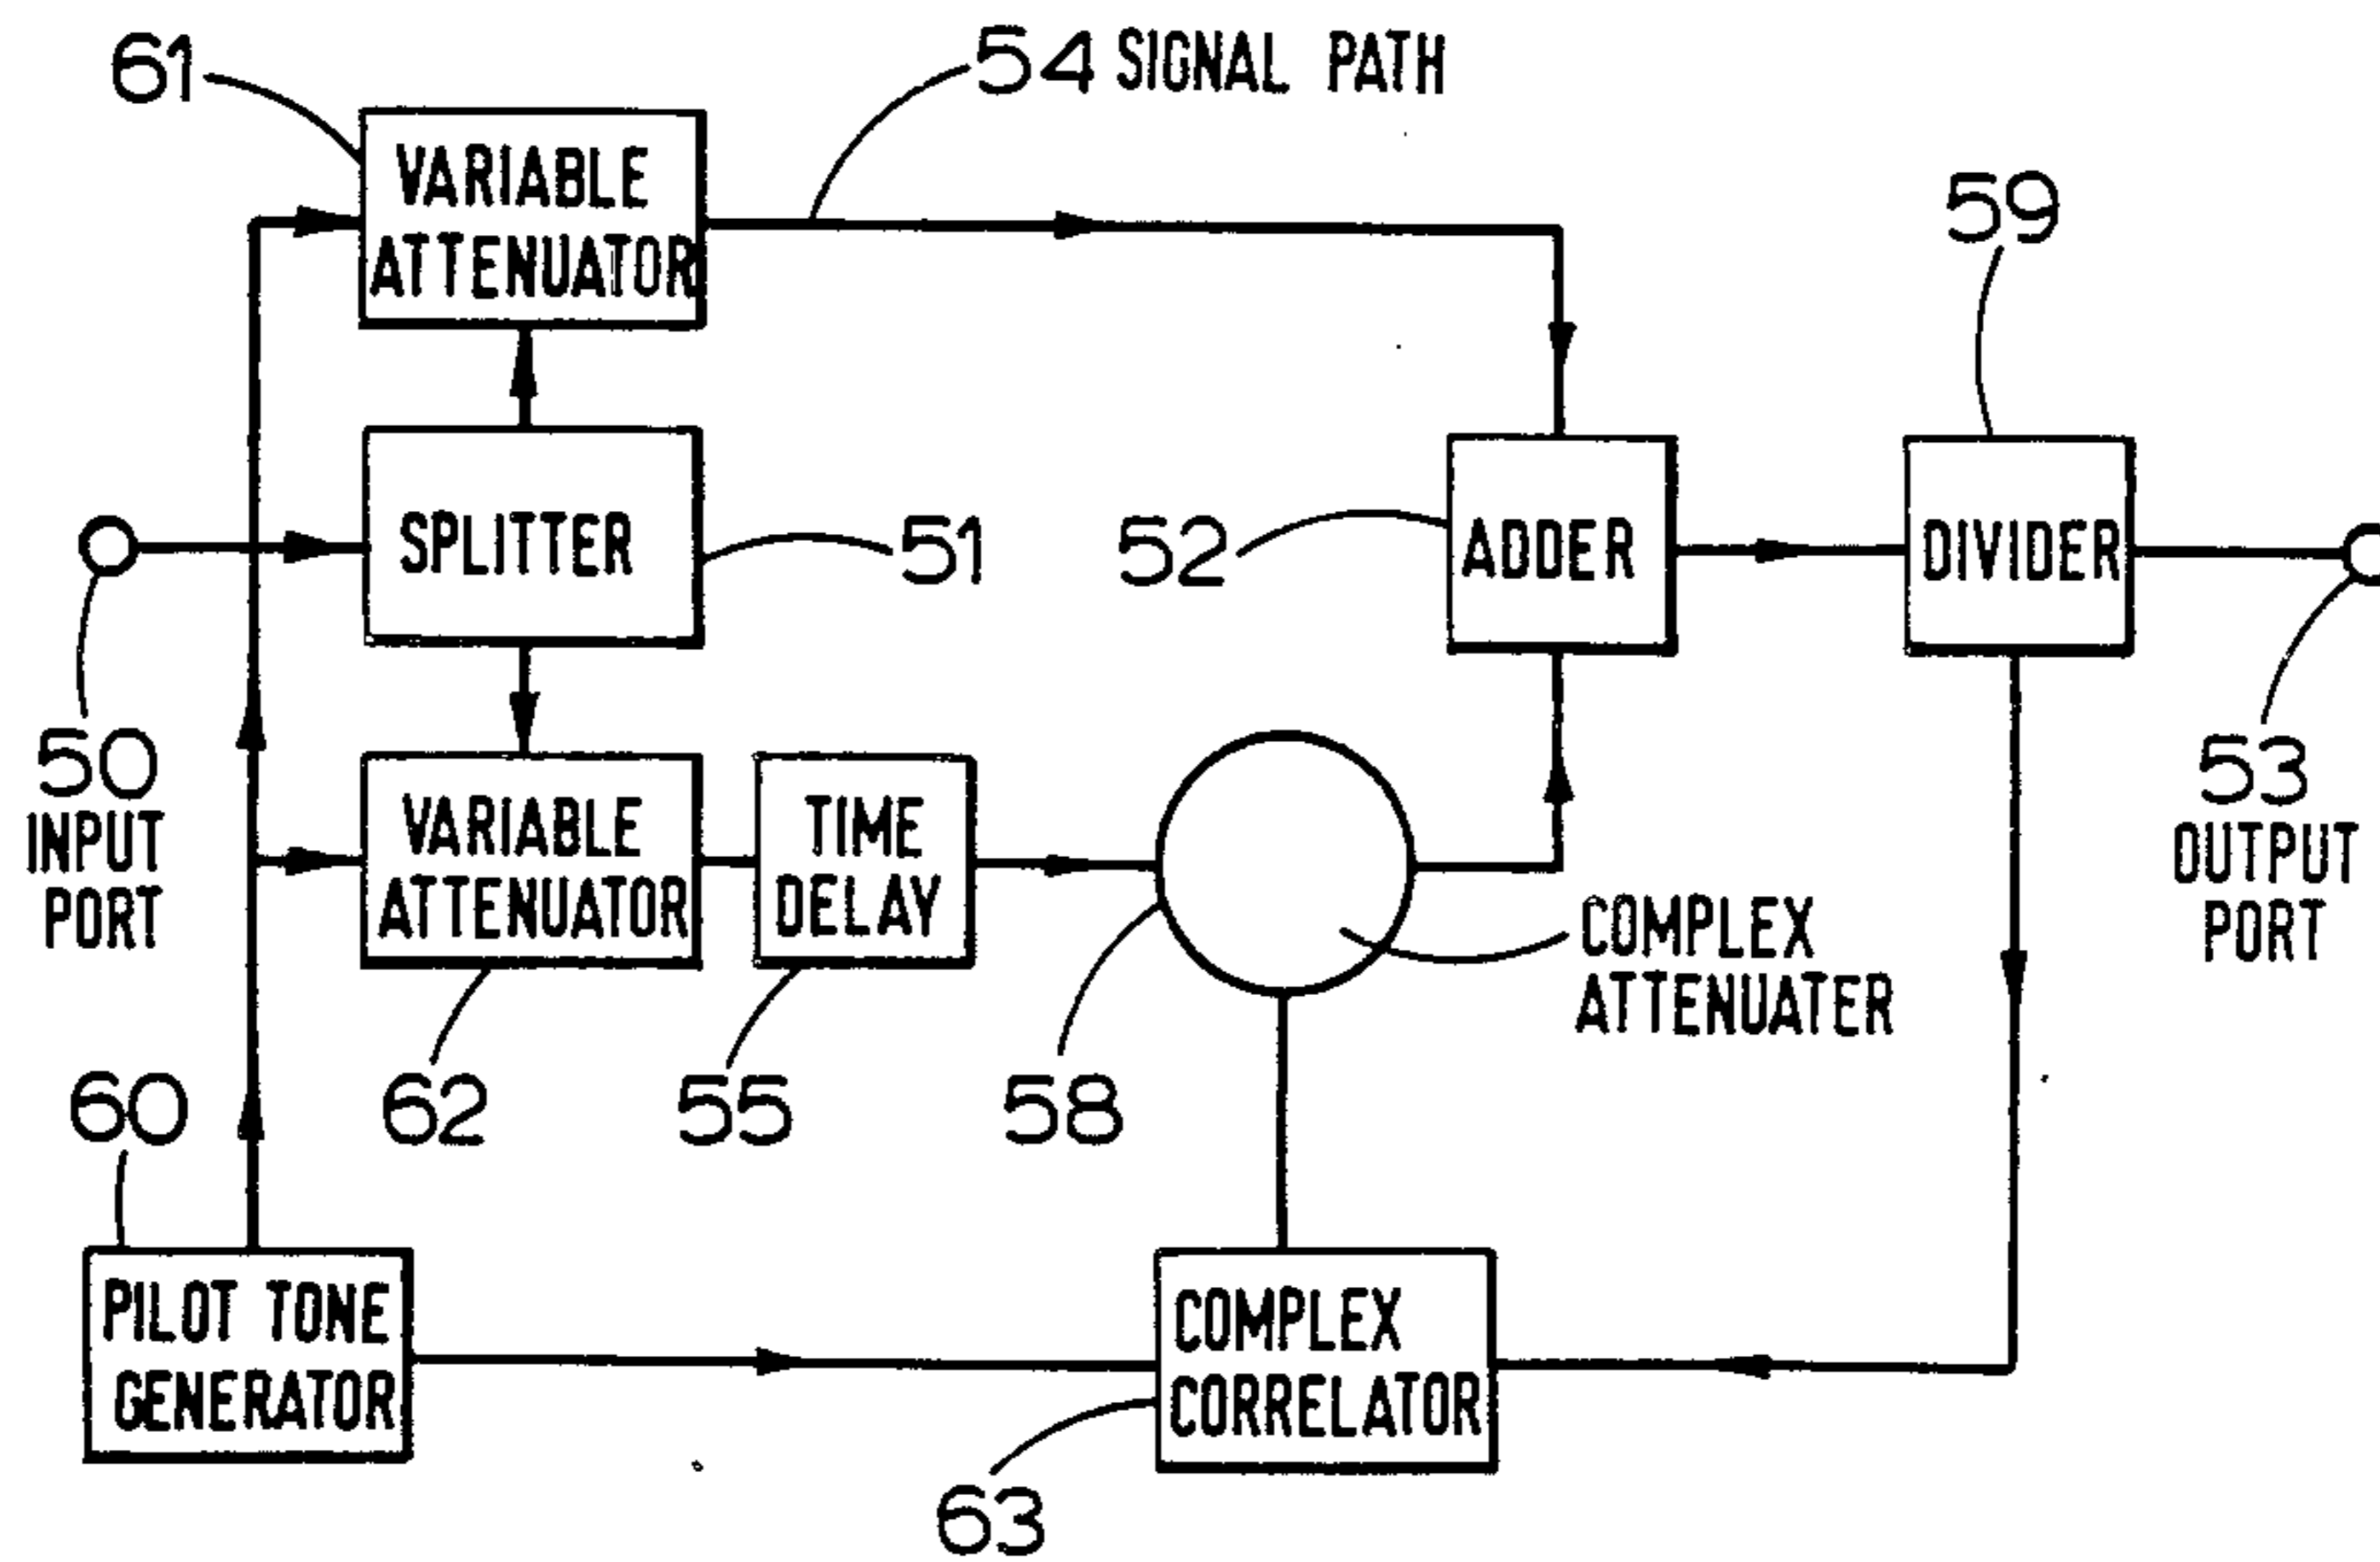 61
54 SIGNAL PATH
VARIABLE
ATTENUATOR
59
SPLITTER
51
52
ADDER
DIVIDER
50
INPUT
PORT
VARIABLE
ATTENUATOR
TIME
DELAY
53
OUTPUT
PORT
COMPLEX
ATTENUATER
60
62
55
58
PILOT TONE
GENERATOR
COMPLEX
CORRELATOR
63